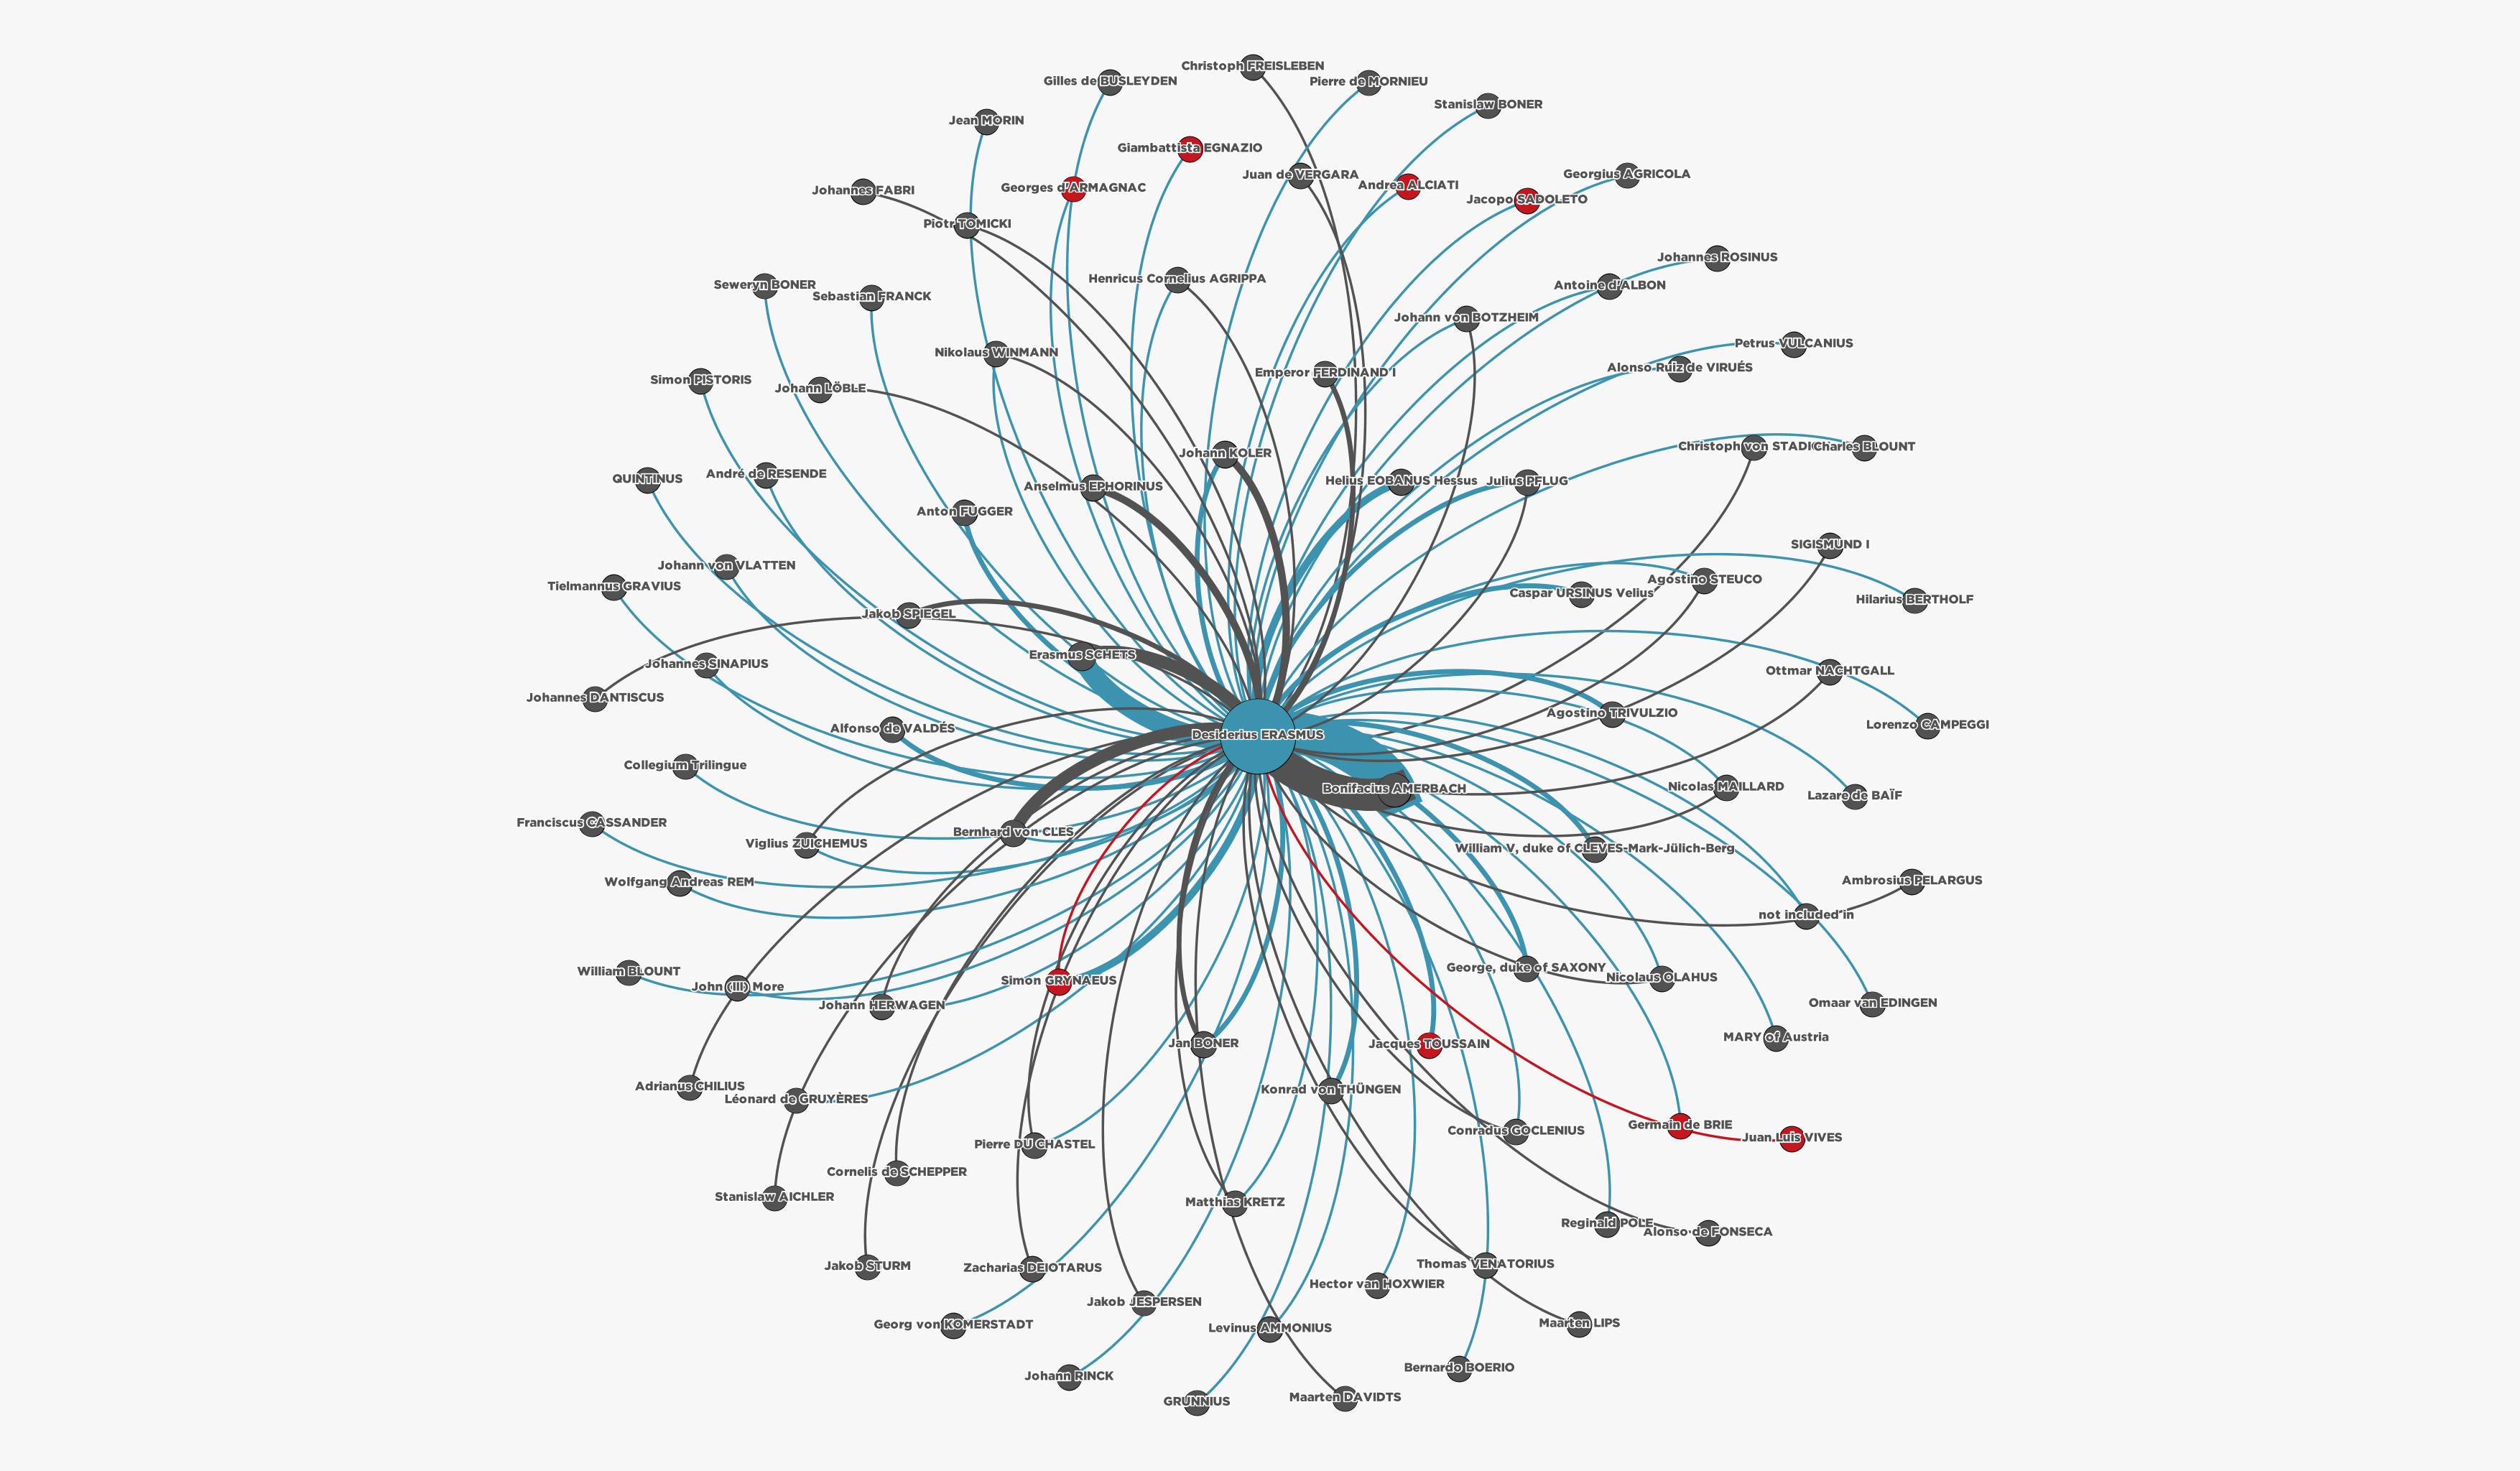 Christoph FREISLEBEN
Gilles de BUSLEYDEN
Pierre de MORNIEU
Stanislaw BONER
Jean MORIN
Giambattista EGNAZIO
Juan de VERGARA
Georgius AGRICOLA
Andrea ALCIATI
Georges d'ARMAGNAC
Johannes FABRI
Jacopo SADOLETO
Piotr TOMICKI
Johannes ROSINUS
Henricus Cornelius AGRIPPA
Seweryn BONER
Antoine d'ALBON
Sebastian FRANCK
Johann von BOTZHEIM
Petrus VULCANIUS
Nikolaus WINMANN
Alonso Ruiz de VIRUÉS
Emperor FERDINAND I
Simon PISTORIS
Johann LÖBLE
Christoph von STADI
Charles BLOUNT
Johann KOLER
André de RESENDE
QUINTINUS
Helius EOBANUS Hessus
Julius PFLUG
Anselmus EPHORINUS
Anton FUGGER
SIGISMUND I
Johann von VLATTEN
Agostino STEUCO
Tielmannus GRAVIUS
Caspar URSINUS Velius
Hilarius BERTHOLF
Jakob SPIEGEL
Erasmus SCHETS
Johannes SINAPIUS
Ottmar NACHTGALL
Johannes DANTISCUS
Agostino TRIVULZIO
Lorenzo CAMPEGGI
Alfonso de VALDÉS
Desiderius ERASMUS
Collegium Trilingue
Nicolas MAILLARD
Bonifacius AMERBACH
Lazare de BAÏF
Franciscus CASSANDER
Bernhard von CLES
Viglius ZUICHEMUS
William V, duke of CLEVES-Mark-Jülich-Berg
Wolfgang Andreas REM
Ambrosius PELARGUS
not included in
George, duke of SAXONY
William BLOUNT
Nicolaus OLAHUS
Simon GRYNAEUS
John (III) More
Omaar van EDINGEN
Johann HERWAGEN
MARY of Austria
Jan BONER
Jacques TOUSSAIN
Adrianus CHILIUS
Konrad von THÜNGEN
Léonard de GRUYÈRES
Germain de BRIE
Conradus GOCLENIUS
Juan Luis VIVES
Pierre DU CHASTEL
Cornelis de SCHEPPER
Stanislaw AICHLER
Matthias KRETZ
Reginald POLE
Alonso de FONSECA
Thomas VENATORIUS
Jakob STURM
Zacharias DEIOTARUS
Hector van HOXWIER
Jakob JESPERSEN
Maarten LIPS
Georg von KOMERSTADT
Levinus AMMONIUS
Bernardo BOERIO
Johann RINCK
Maarten DAVIDTS
GRUNNIUS